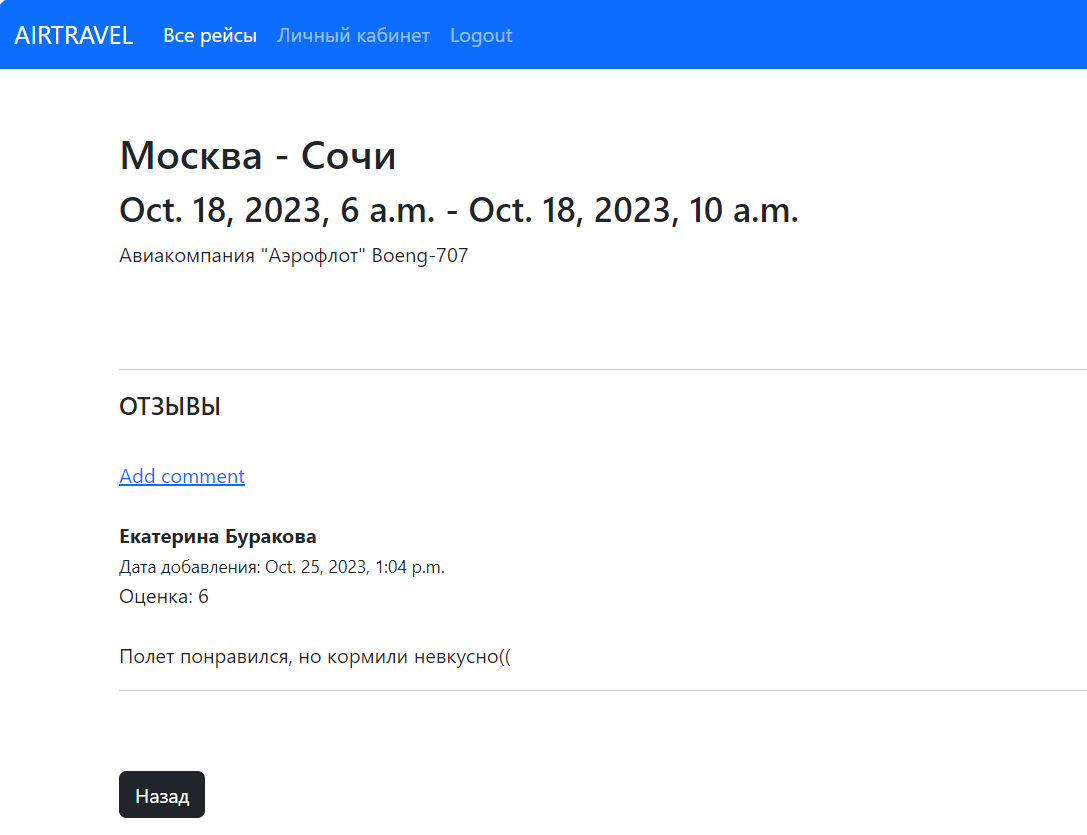 AIRTRAVEL Все рейсы Личный кабинет Logout
Москва - Сочи
Oct. 18, 2023, 6 a.m. - Oct. 18, 2023, 10 a.m.
Авиакомпания "Аэрофлот" Boeng-707
ОТЗЫВЫ
Add comment
Екатерина Буракова
Дата добавления: Oct. 25, 2023, 1:04 p.m.
Оценка: 6
Полет понравился, но кормили невкусно((
Назад